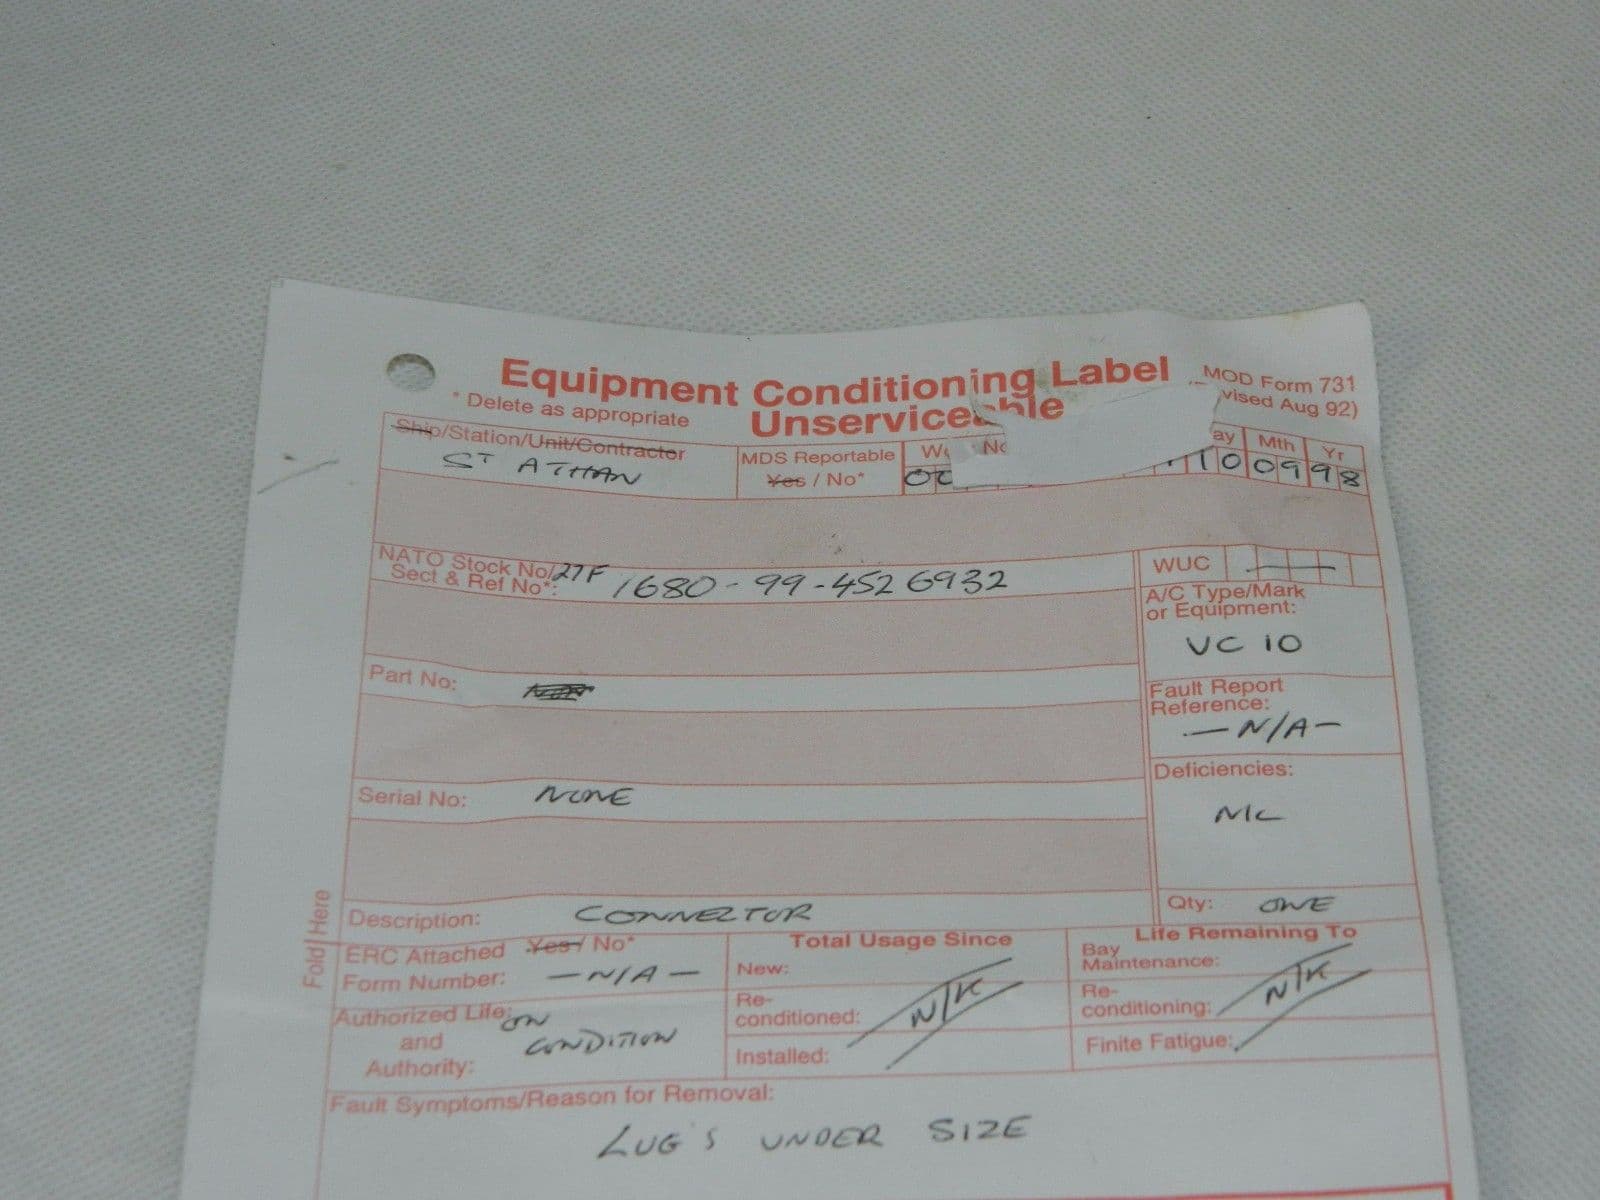 Equipment Conditioning Label
MOD Form 731
* Delete as appropriate
Unserviceable
vised Aug 92)
Ship/Station/Unit/Contractor
ST ATHAN
MDS Reportable
Yes / No*
No
ay Mth Yr
10 09 98
NATO Stock No/
Sect & Ref No*:
27F 1680-99-452 6932
WUC
A/C Type/Mark
or Equipment:
VC 10
Part No:
Fault Report
Reference:
-N/A-
Deficiencies:
NIL
Serial No: NONE
Qty: ONE
Description: CONNECTOR
Fold Here
ERC Attached Yes / No*
Form Number: -N/A-
Total Usage Since
New:
Re-
conditioned:
Installed:
N/K
Life Remaining To
Bay
Maintenance:
Re-
conditioning:
Finite Fatigue:
N/K
Authorized Life:
and
Authority:
ON
CONDITION
Fault Symptoms/Reason for Removal:
LUG'S UNDER SIZE